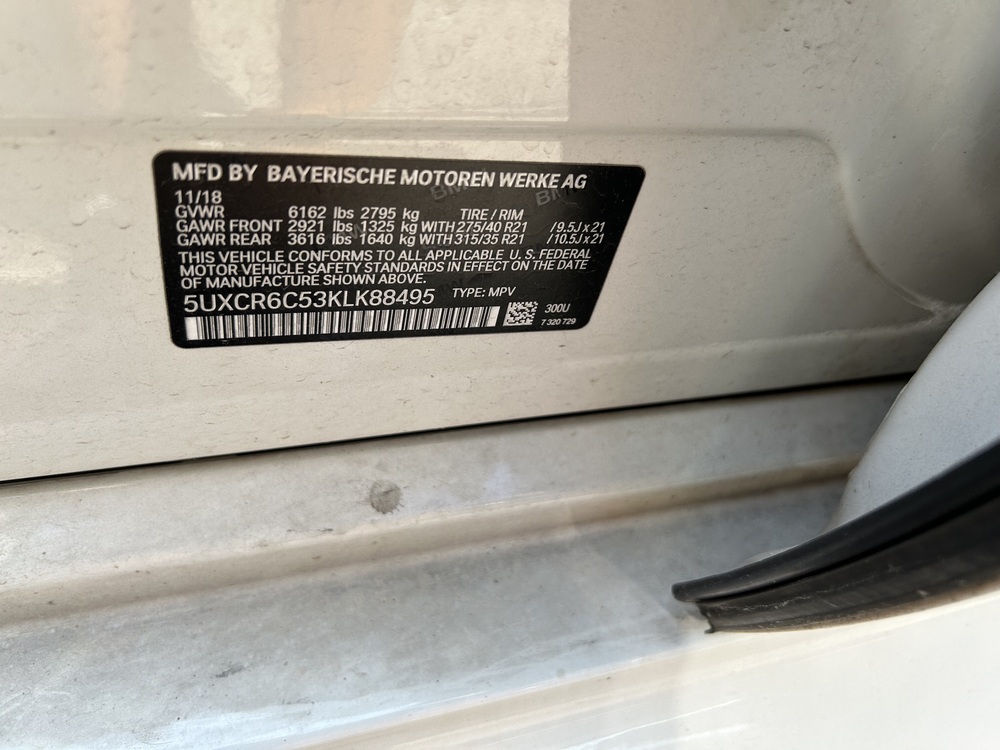 MFD BY BAYERISCHE MOTOREN WERKE AG
11/18
GVWR 6162 lbs 2795 kg TIRE / RIM
GAWR FRONT 2921 lbs 1325 kg WITH 275/40 R21 /9.5J x 21
GAWR REAR 3616 lbs 1640 kg WITH 315/35 R21 /10.5J x 21
THIS VEHICLE CONFORMS TO ALL APPLICABLE U. S. FEDERAL
MOTOR VEHICLE SAFETY STANDARDS IN EFFECT ON THE DATE
OF MANUFACTURE SHOWN ABOVE.
5UXCR6C53KLK88495 TYPE: MPV
300U
7 320 729